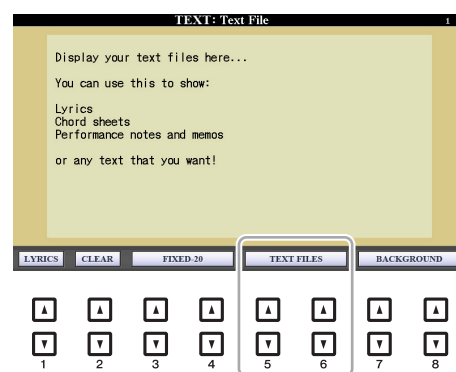 TEXT: Text File 1
Display your text files here...
You can use this to show:
Lyrics
Chord sheets
Performance notes and memos
or any text that you want!
LYRICS CLEAR FIXED-20 TEXT FILES BACKGROUND
1 2 3 4 5 6 7 8